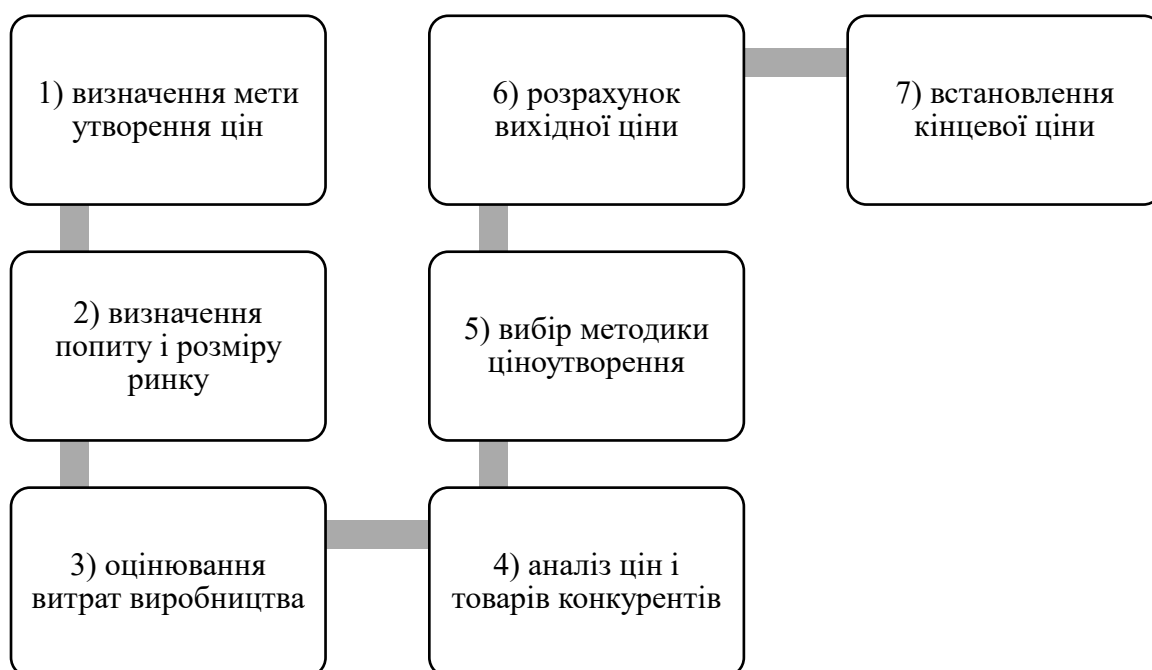 1) визначення мети
утворення цін
2) визначення
попиту і розміру
ринку
3) оцінювання
витрат виробництва
4) аналіз цін і
товарів конкурентів
5) вибір методики
ціноутворення
6) розрахунок
вихідної ціни
7) встановлення
кінцевої ціни